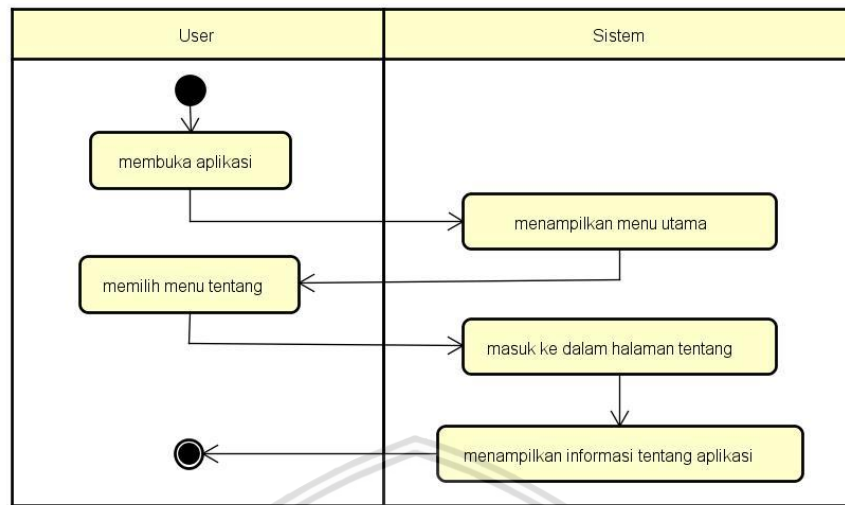 User
Sistem
membuka aplikasi
menampilkan menu utama
memilih menu tentang
masuk ke dalam halaman tentang
menampilkan informasi tentang aplikasi